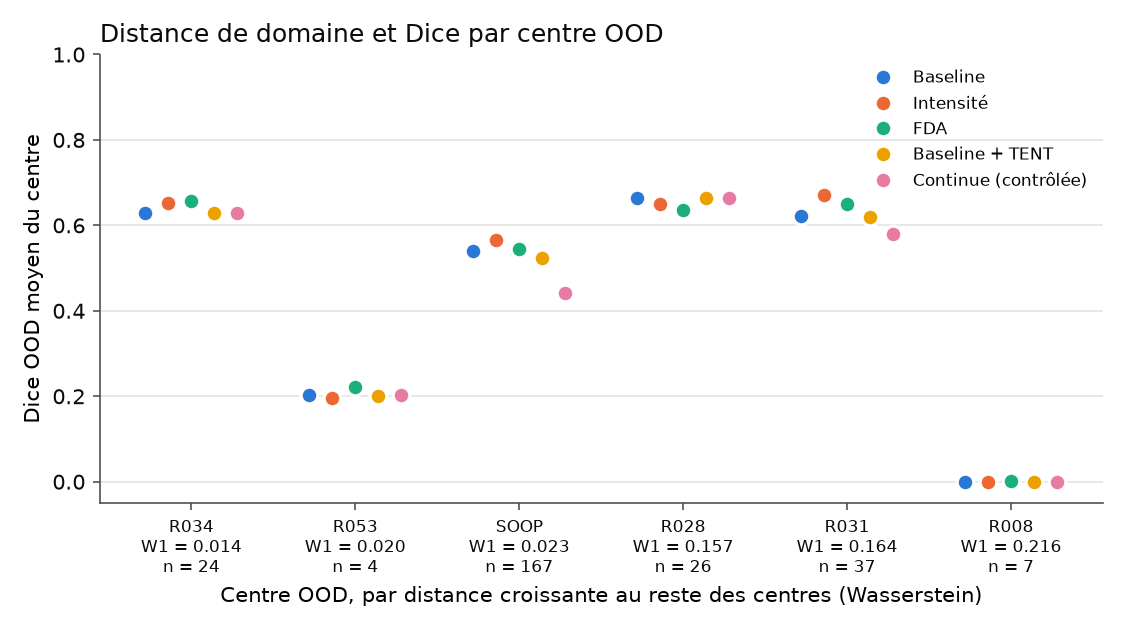 Distance de domaine et Dice par centre OOD
1.0
0.8
0.6
0.4
0.2
0.0
Dice OOD moyen du centre
Baseline
Intensité
FDA
Baseline + TENT
Continue (contrôlée)
R034
W1 = 0.014
n = 24
R053
W1 = 0.020
n = 4
SOOP
W1 = 0.023
n = 167
R028
W1 = 0.157
n = 26
R031
W1 = 0.164
n = 37
R008
W1 = 0.216
n = 7
Centre OOD, par distance croissante au reste des centres (Wasserstein)